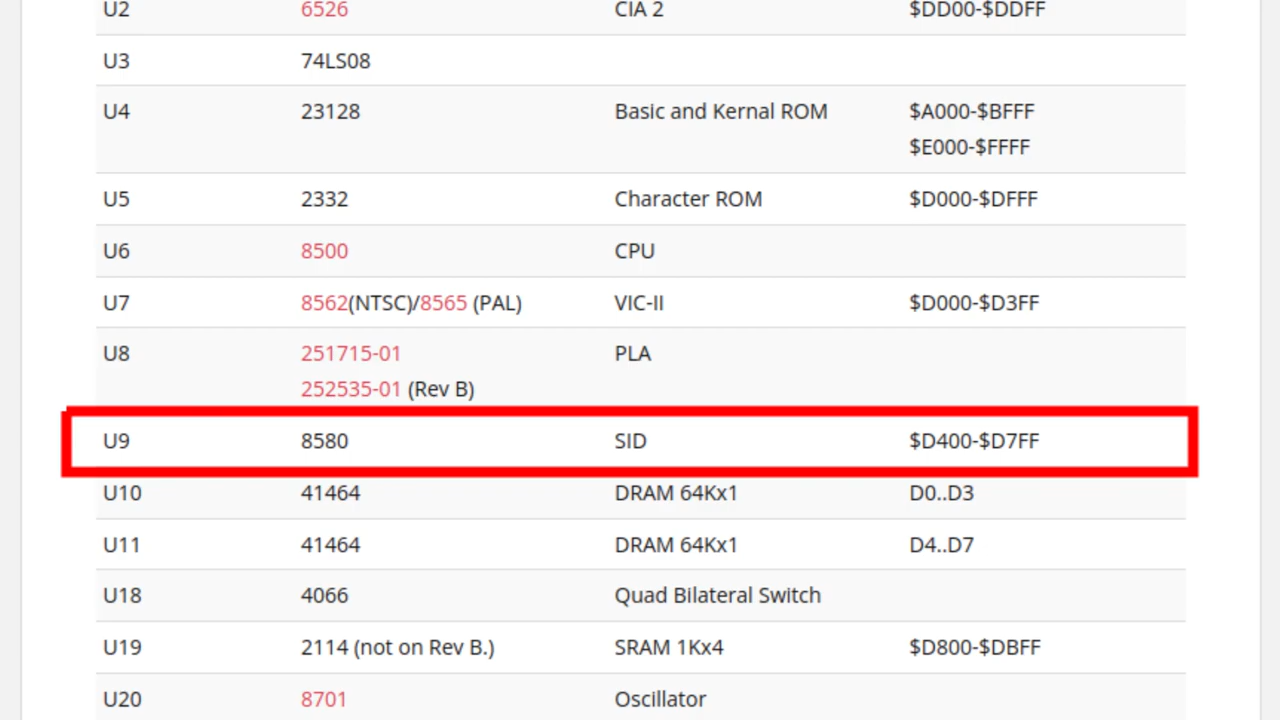 U2 6526 CIA 2 $DD00-$DDFF
U3 74LS08
U4 23128 Basic and Kernal ROM $A000-$BFFF
$E000-$FFFF
U5 2332 Character ROM $D000-$DFFF
U6 8500 CPU
U7 8562(NTSC)/8565 (PAL) VIC-II $D000-$D3FF
U8 251715-01 PLA
252535-01 (Rev B)
U9 8580 SID $D400-$D7FF
U10 41464 DRAM 64Kx1 D0..D3
U11 41464 DRAM 64Kx1 D4..D7
U18 4066 Quad Bilateral Switch
U19 2114 (not on Rev B.) SRAM 1Kx4 $D800-$DBFF
U20 8701 Oscillator